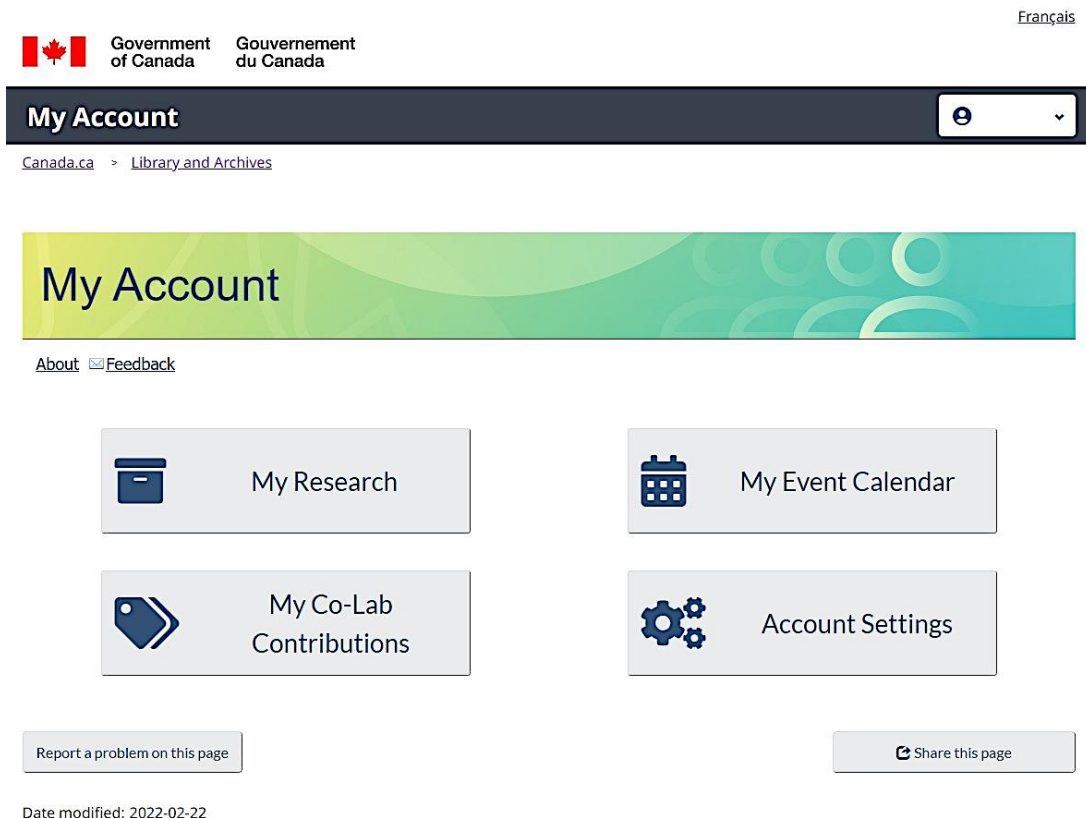 Français
Government of Canada
Gouvernement du Canada
My Account
Canada.ca > Library and Archives
My Account
About Feedback
My Research
My Event Calendar
My Co-Lab
Contributions
Account Settings
Report a problem on this page
Share this page
Date modified: 2022-02-22